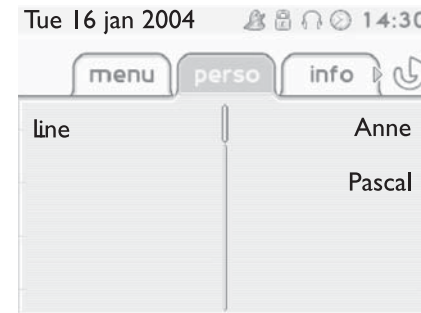 Tue 16 jan 2004 14:30
menu perso info
line Anne
Pascal